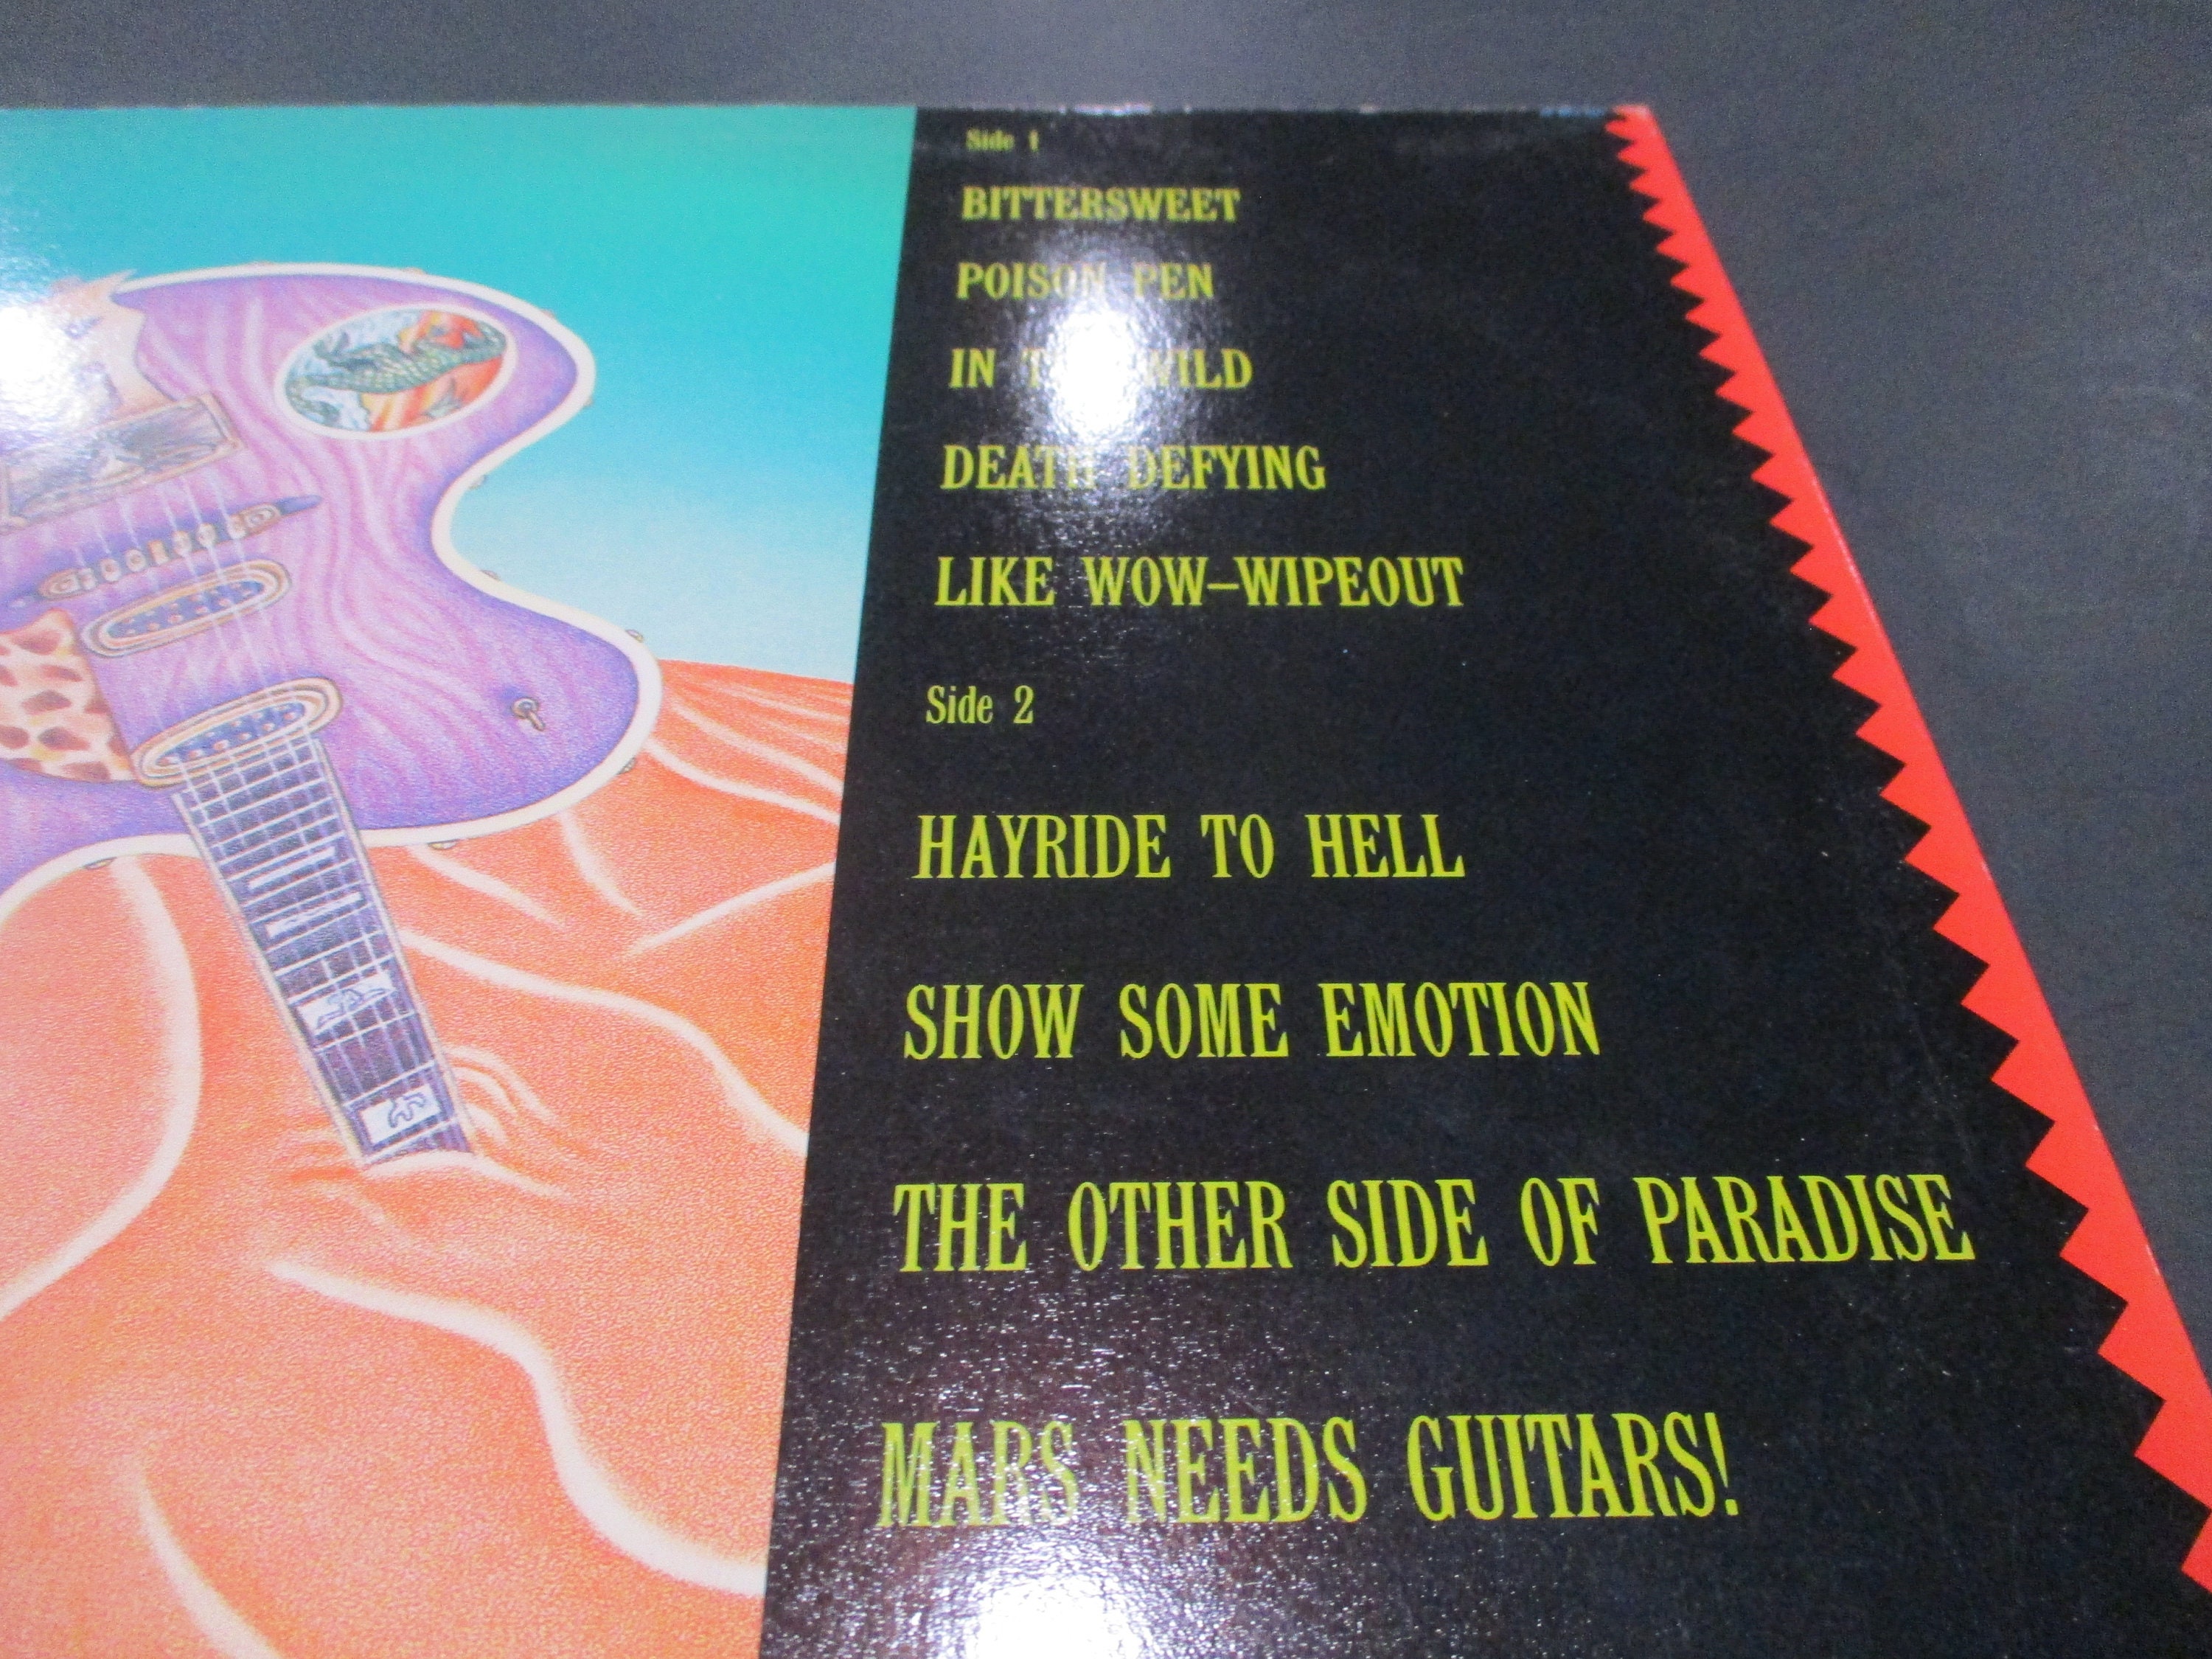 Side 1
BITTERSWEET
POISON PEN
IN THE WILD
DEATH DEFYING
LIKE WOW–WIPEOUT
Side 2
HAYRIDE TO HELL
SHOW SOME EMOTION
THE OTHER SIDE OF PARADISE
MARS NEEDS GUITARS!